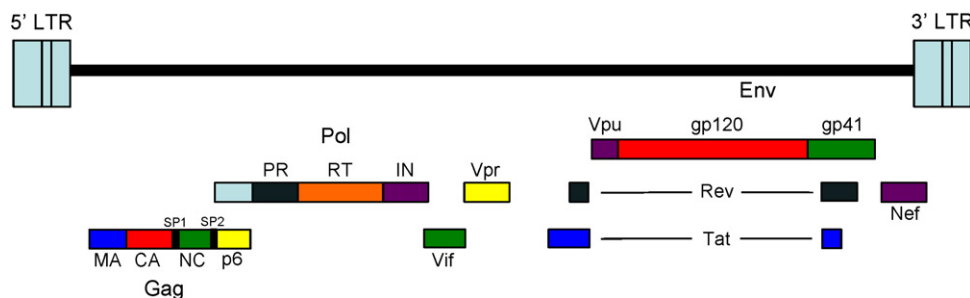 5' LTR
3' LTR
Env
Vpu gp120 gp41
Pol
PR RT IN Vpr
Rev
Nef
SP1 SP2
MA CA NC p6
Vif
Tat
Gag